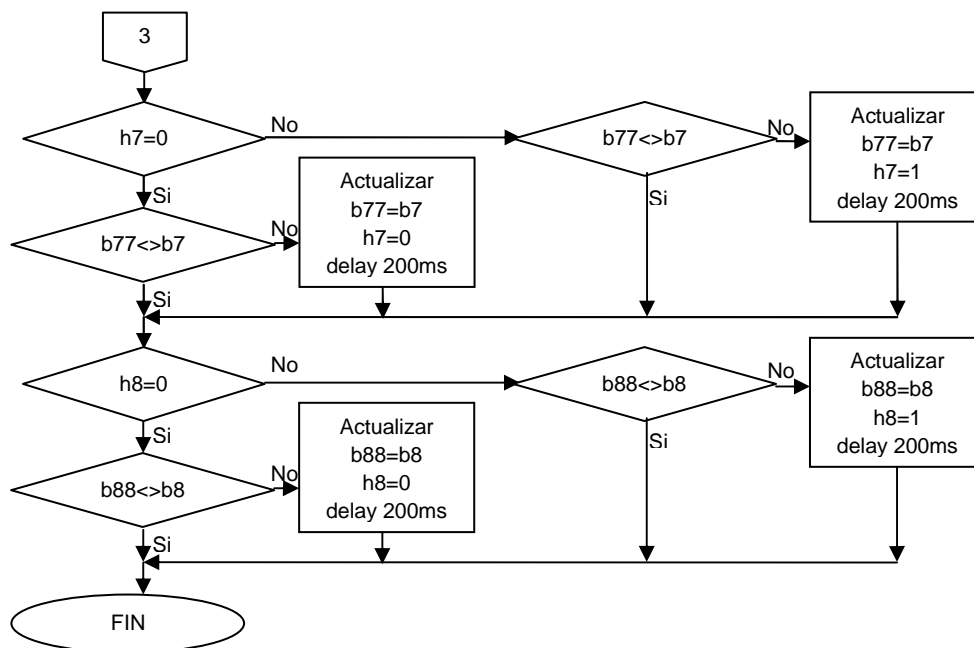 3
h7=0
No
b77<>b7
No
Actualizar
b77=b7
h7=1
delay 200ms
Si
Si
b77<>b7
No
Actualizar
b77=b7
h7=0
delay 200ms
Si
h8=0
No
b88<>b8
No
Actualizar
b88=b8
h8=1
delay 200ms
Si
Si
b88<>b8
No
Actualizar
b88=b8
h8=0
delay 200ms
Si
FIN